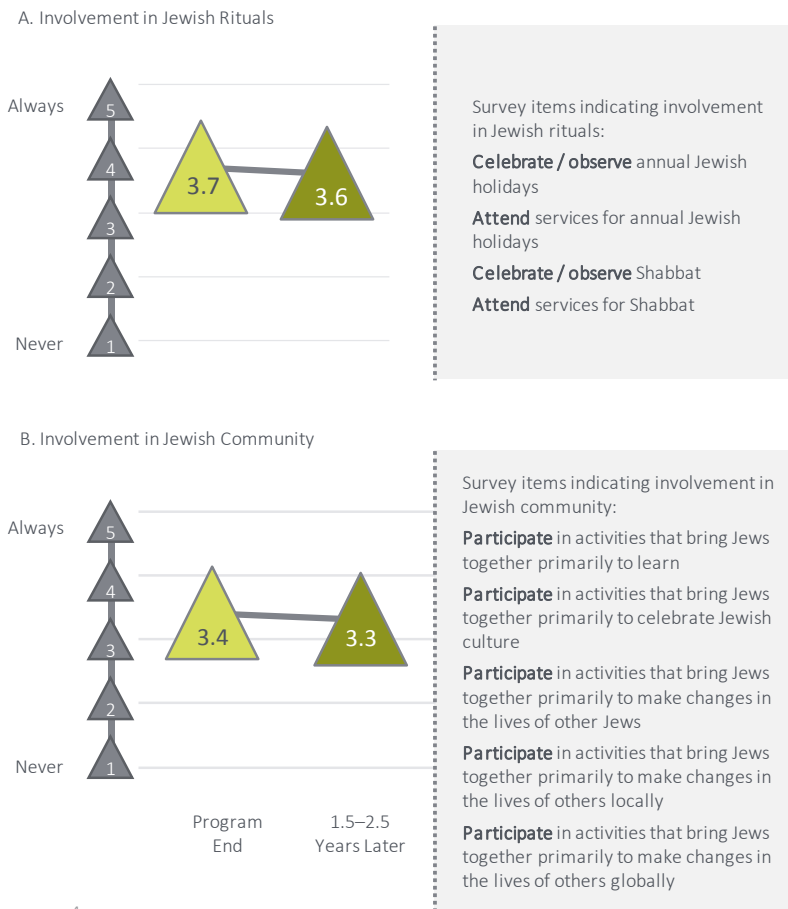 A. Involvement in Jewish Rituals
Always
5
4
3
2
1
Never
3.7
3.6
Survey items indicating involvement
in Jewish rituals:
Celebrate / observe annual Jewish
holidays
Attend services for annual Jewish
holidays
Celebrate / observe Shabbat
Attend services for Shabbat
B. Involvement in Jewish Community
Always
5
4
3
2
1
Never
3.4
3.3
Program
End
1.5–2.5
Years Later
Survey items indicating involvement in
Jewish community:
Participate in activities that bring Jews
together primarily to learn
Participate in activities that bring Jews
together primarily to celebrate Jewish
culture
Participate in activities that bring Jews
together primarily to make changes in
the lives of other Jews
Participate in activities that bring Jews
together primarily to make changes in
the lives of others locally
Participate in activities that bring Jews
together primarily to make changes in
the lives of others globally